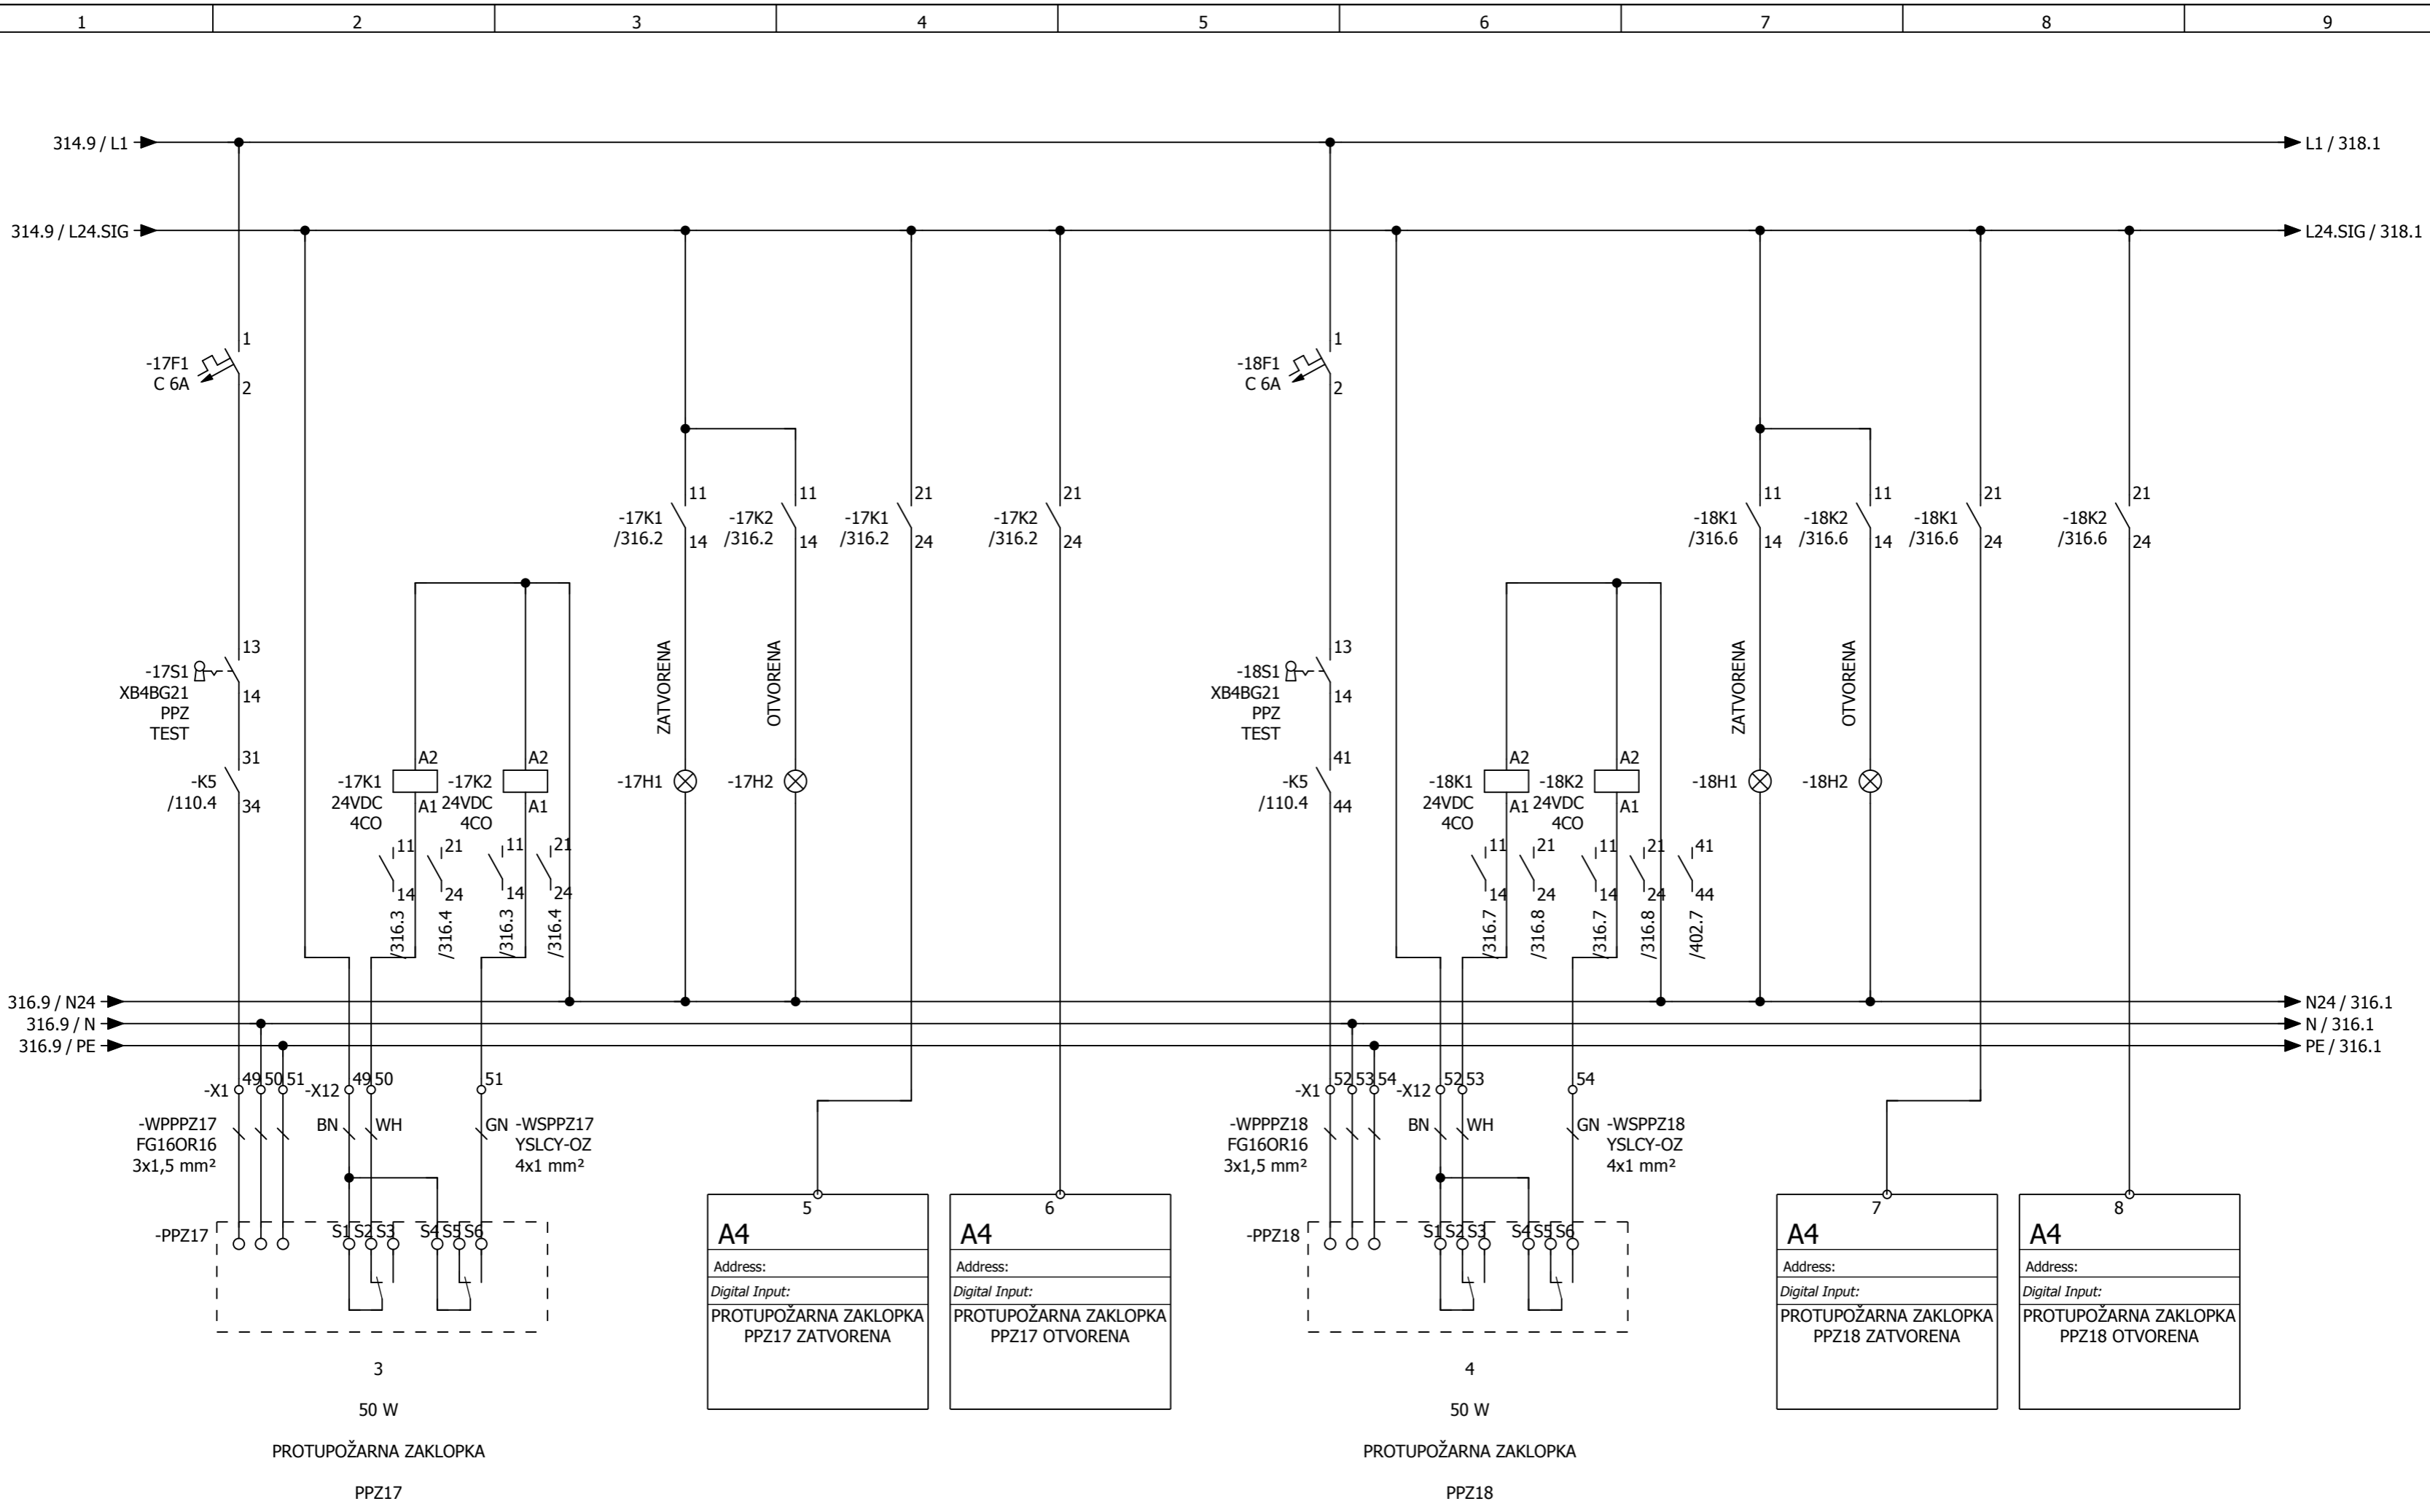 1 2 3 4 5 6 7 8 9
314.9 / L1
L1 / 318.1
314.9 / L24.SIG
L24.SIG / 318.1
1
-17F1
C 6A
2
1
-18F1
C 6A
2
11
-17K1
/316.2
14
11
-17K2
/316.2
14
21
-17K1
/316.2
24
21
-17K2
/316.2
24
11
-18K1
/316.6
14
11
-18K2
/316.6
14
21
-18K1
/316.6
24
21
-18K2
/316.6
24
13
-17S1
XB4BG21
14
PPZ
TEST
31
-K5
/110.4
34
A2
-17K1
24VDC
4CO
A1
A2
-17K2
24VDC
4CO
A1
11
14
/316.3
21
24
/316.4
11
14
/316.3
21
24
/316.4
ZATVORENA
-17H1
OTVORENA
-17H2
13
-18S1
XB4BG21
14
PPZ
TEST
41
-K5
/110.4
44
A2
-18K1
24VDC
4CO
A1
A2
-18K2
24VDC
4CO
A1
11
14
/316.7
21
24
/316.8
11
14
/316.7
21
24
/316.8
41
44
/402.7
ZATVORENA
-18H1
OTVORENA
-18H2
316.9 / N24
N24 / 316.1
316.9 / N
N / 316.1
316.9 / PE
PE / 316.1
-X1 49 50 51
-X12 49 50 51
-WPPPZ17
FG16OR16
3x1,5 mm²
BN WH GN
-WSPPZ17
YSLCY-OZ
4x1 mm²
-PPZ17
S1 S2 S3 S4 S5 S6
3
50 W
PROTUPOŽARNA ZAKLOPKA
PPZ17
5
A4
Address:
Digital Input:
PROTUPOŽARNA ZAKLOPKA
PPZ17 ZATVORENA
6
A4
Address:
Digital Input:
PROTUPOŽARNA ZAKLOPKA
PPZ17 OTVORENA
-X1 52 53 54
-X12 52 53 54
-WPPPZ18
FG16OR16
3x1,5 mm²
BN WH GN
-WSPPZ18
YSLCY-OZ
4x1 mm²
-PPZ18
S1 S2 S3 S4 S5 S6
4
50 W
PROTUPOŽARNA ZAKLOPKA
PPZ18
7
A4
Address:
Digital Input:
PROTUPOŽARNA ZAKLOPKA
PPZ18 ZATVORENA
8
A4
Address:
Digital Input:
PROTUPOŽARNA ZAKLOPKA
PPZ18 OTVORENA